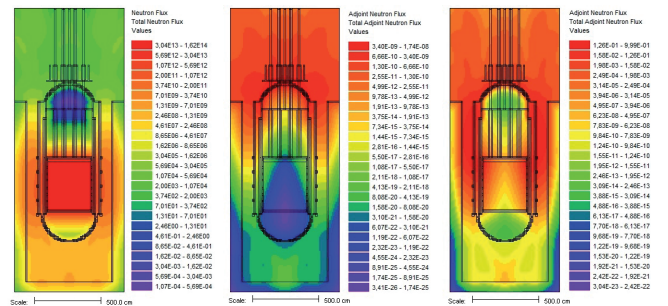 Neutron Flux
Total Neutron Flux
Values
3,04E13 - 1,62E14
5,69E12 - 3,04E13
1,07E12 - 5,69E12
2,00E11 - 1,07E12
3,74E10 - 2,00E11
7,01E09 - 3,74E10
1,31E09 - 7,01E09
2,46E08 - 1,31E09
4,61E07 - 2,46E08
8,65E06 - 4,61E07
1,62E06 - 8,65E06
3,04E05 - 1,62E06
5,69E04 - 3,04E05
1,07E04 - 5,69E04
2,00E03 - 1,07E04
3,74E02 - 2,00E03
7,01E01 - 3,74E02
1,31E01 - 7,01E01
2,46E00 - 1,31E01
4,61E-01 - 2,46E00
8,65E-02 - 4,61E-01
1,62E-02 - 8,65E-02
3,04E-03 - 1,62E-02
5,69E-04 - 3,04E-03
1,07E-04 - 5,69E-04
Scale: 500.0 cm
Adjoint Neutron Flux
Total Adjoint Neutron Flux
Values
3,40E-09 - 1,74E-08
6,66E-10 - 3,40E-09
1,30E-10 - 6,66E-10
2,55E-11 - 1,30E-10
4,99E-12 - 2,55E-11
9,78E-13 - 4,99E-12
1,91E-13 - 9,78E-13
3,75E-14 - 1,91E-13
7,34E-15 - 3,75E-14
1,44E-15 - 7,34E-15
2,81E-16 - 1,44E-15
5,50E-17 - 2,81E-16
1,08E-17 - 5,50E-17
2,11E-18 - 1,08E-17
4,13E-19 - 2,11E-18
8,08E-20 - 4,13E-19
1,58E-20 - 8,08E-20
3,10E-21 - 1,58E-20
6,07E-22 - 3,10E-21
1,19E-22 - 6,07E-22
2,32E-23 - 1,19E-22
4,55E-24 - 2,32E-23
8,91E-25 - 4,55E-24
1,74E-25 - 8,91E-25
3,41E-26 - 1,74E-25
Scale: 500.0 cm
Adjoint Neutron Flux
Total Adjoint Neutron Flux
Values
1,26E-01 - 9,99E-01
1,58E-02 - 1,26E-01
1,98E-03 - 1,58E-02
2,49E-04 - 1,98E-03
3,14E-05 - 2,49E-04
3,94E-06 - 3,14E-05
4,95E-07 - 3,94E-06
6,23E-08 - 4,95E-07
7,83E-09 - 6,23E-08
9,84E-10 - 7,83E-09
1,24E-10 - 9,84E-10
1,55E-11 - 1,24E-10
1,95E-12 - 1,55E-11
2,46E-13 - 1,95E-12
3,09E-14 - 2,46E-13
3,88E-15 - 3,09E-14
4,88E-16 - 3,88E-15
6,13E-17 - 4,88E-16
7,70E-18 - 6,13E-17
9,68E-19 - 7,70E-18
1,22E-19 - 9,68E-19
1,53E-20 - 1,22E-19
1,92E-21 - 1,53E-20
2,42E-22 - 1,92E-21
3,04E-23 - 2,42E-22
Scale: 500.0 cm